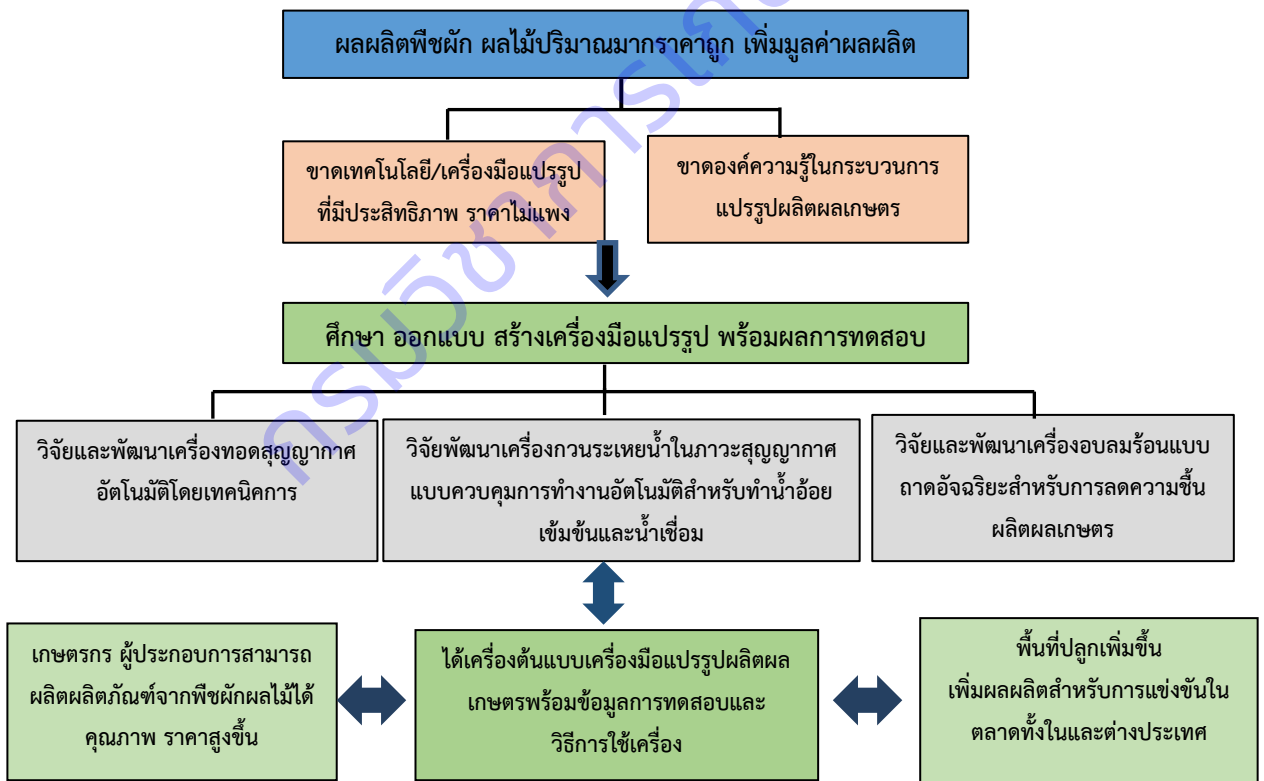 ผลผลิตพืชผัก ผลไม้ปริมาณมากราคาถูก เพิ่มมูลค่าผลผลิต
ขาดเทคโนโลยี/เครื่องมือแปรรูป
ที่มีประสิทธิภาพ ราคาไม่แพง
ขาดองค์ความรู้ในกระบวนการ
แปรรูปผลิตผลเกษตร
ศึกษา ออกแบบ สร้างเครื่องมือแปรรูป พร้อมผลการทดสอบ
วิจัยและพัฒนาเครื่องทอดสุญญากาศ
อัตโนมัติโดยเทคนิคการ
วิจัยพัฒนาเครื่องกวนระเหยน้ำในภาวะสุญญากาศ
แบบควบคุมการทำงานอัตโนมัติสำหรับทำน้ำอ้อย
เข้มข้นและน้ำเชื่อม
วิจัยและพัฒนาเครื่องอบลมร้อนแบบ
ถาดอัจฉริยะสำหรับการลดความชื้น
ผลิตผลเกษตร
เกษตรกร ผู้ประกอบการสามารถ
ผลิตผลิตภัณฑ์จากพืชผักผลไม้ได้
คุณภาพ ราคาสูงขึ้น
ได้เครื่องต้นแบบเครื่องมือแปรรูปผลิตผล
เกษตรพร้อมข้อมูลการทดสอบและ
วิธีการใช้เครื่อง
พื้นที่ปลูกเพิ่มขึ้น
เพิ่มผลผลิตสำหรับการแข่งขันใน
ตลาดทั้งในและต่างประเทศ
กรมวิชาการเกษ